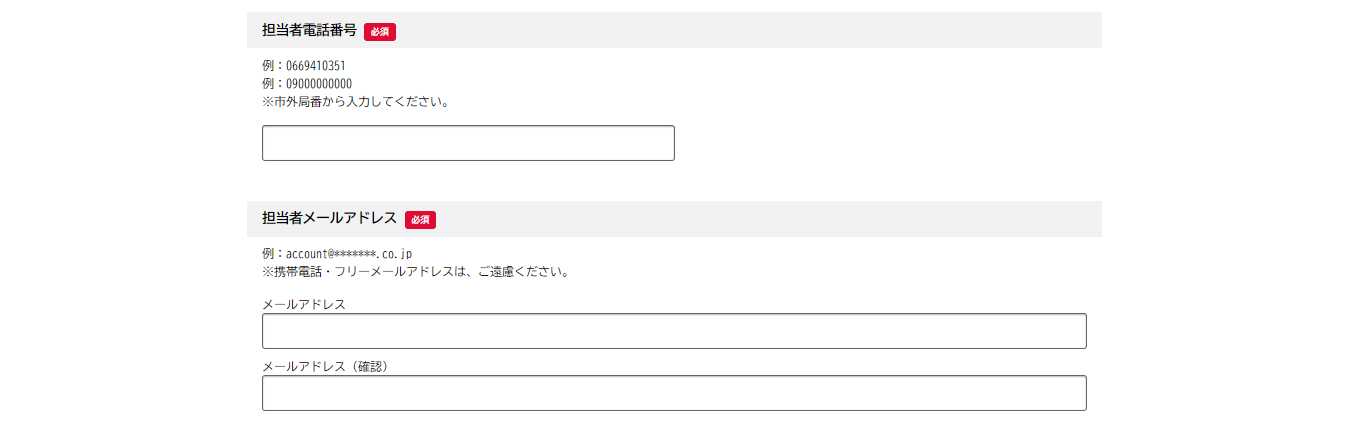 担当者電話番号 必須
例：0669410351
例：09000000000
※市外局番から入力してください。
担当者メールアドレス 必須
例：account@*******.co.jp
※携帯電話・フリーメールアドレスは、ご遠慮ください。
メールアドレス
メールアドレス（確認）